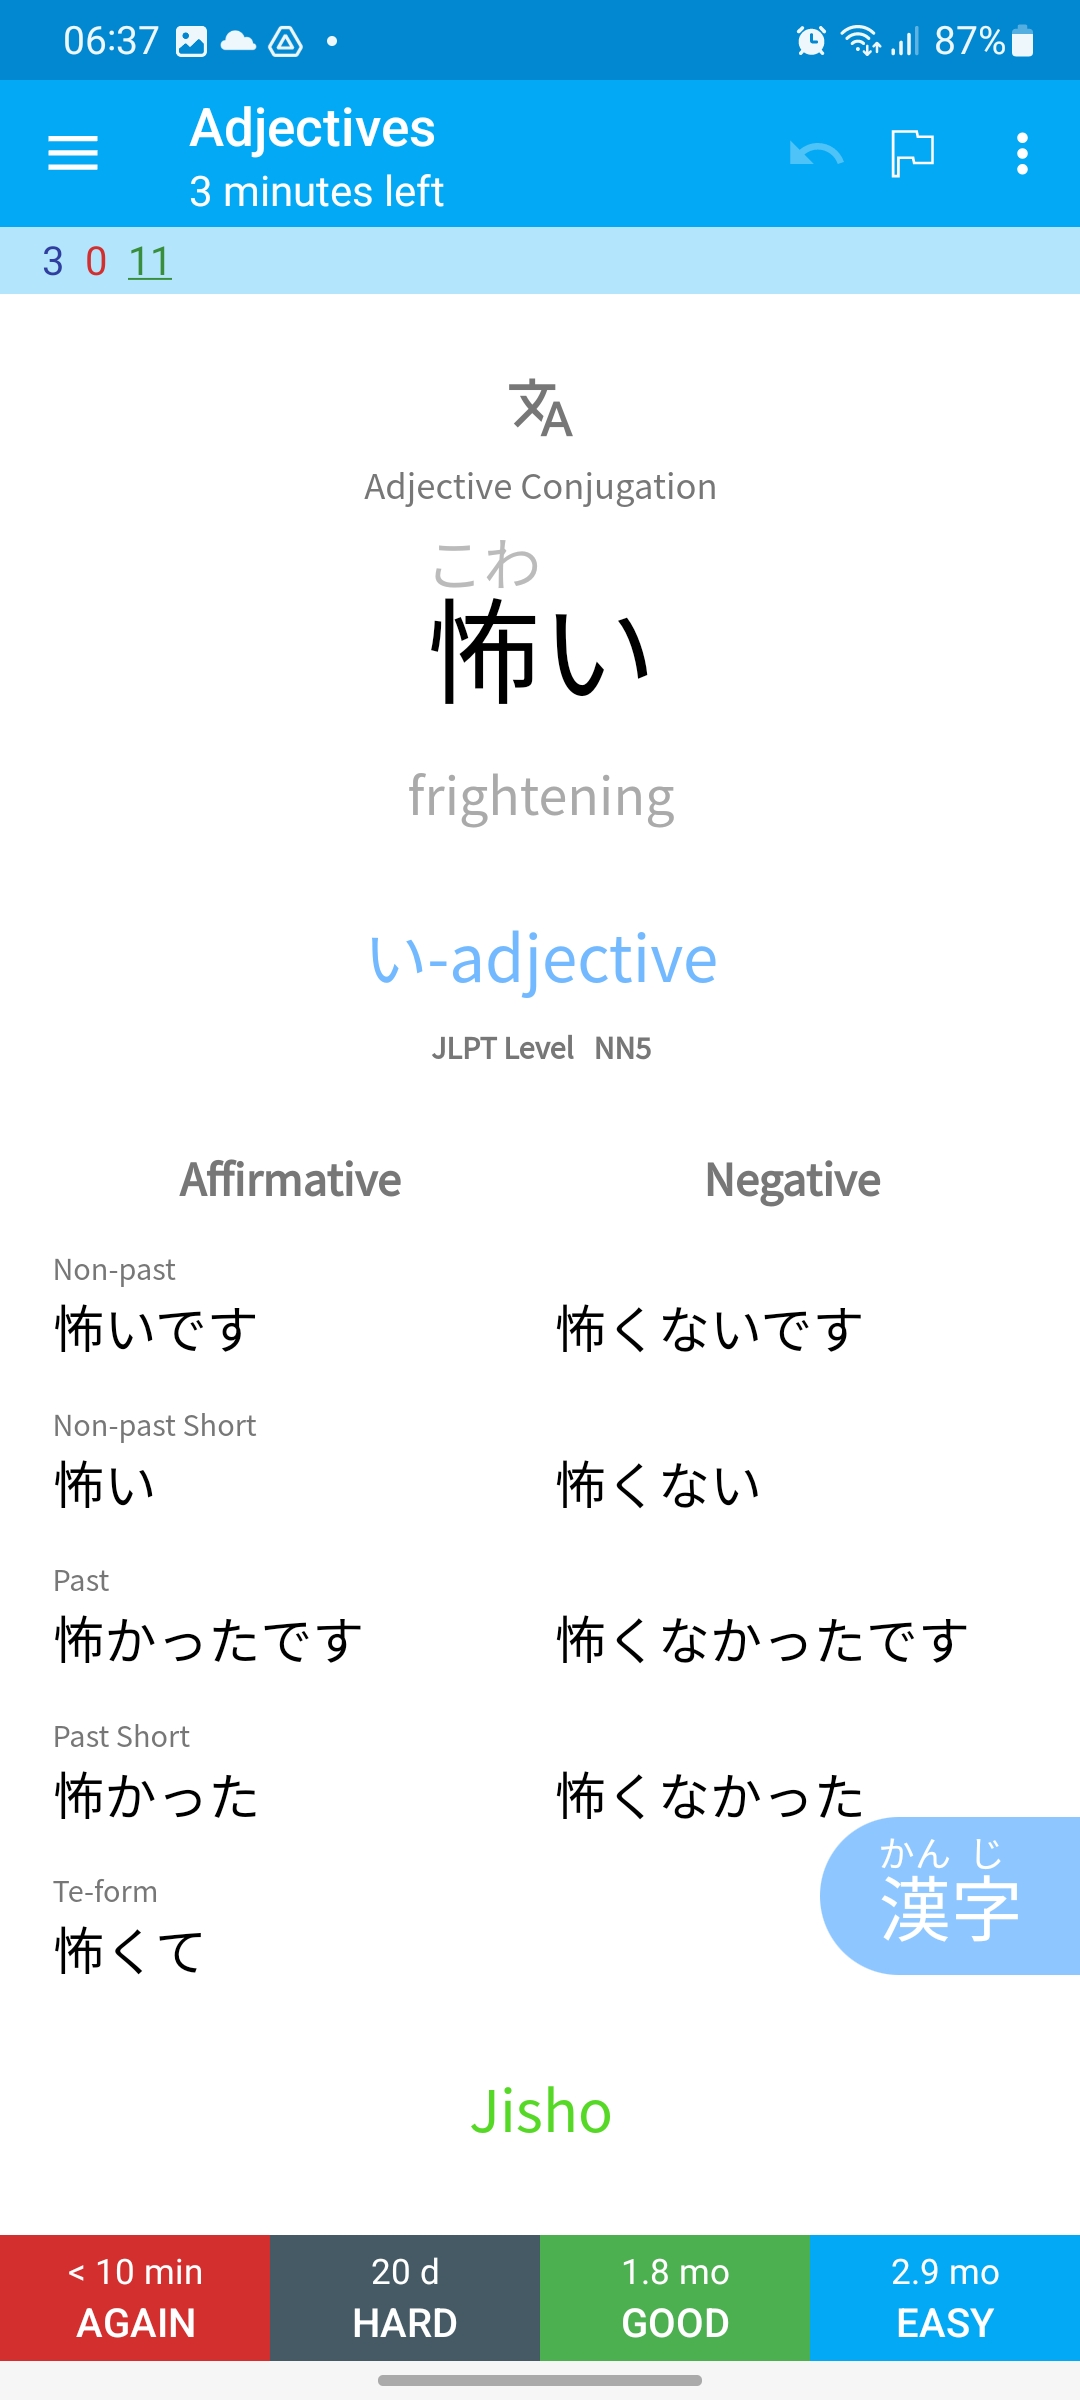 06:37 87%
Adjectives
3 minutes left
3 0 11
Adjective Conjugation
こわ
怖い
frightening
い-adjective
JLPT Level NN5
Affirmative Negative
Non-past
怖いです 怖くないです
Non-past Short
怖い 怖くない
Past
怖かったです 怖くなかったです
Past Short
怖かった 怖くなかった
かん じ
漢字
Te-form
怖くて
Jisho
< 10 min 20 d 1.8 mo 2.9 mo
AGAIN HARD GOOD EASY